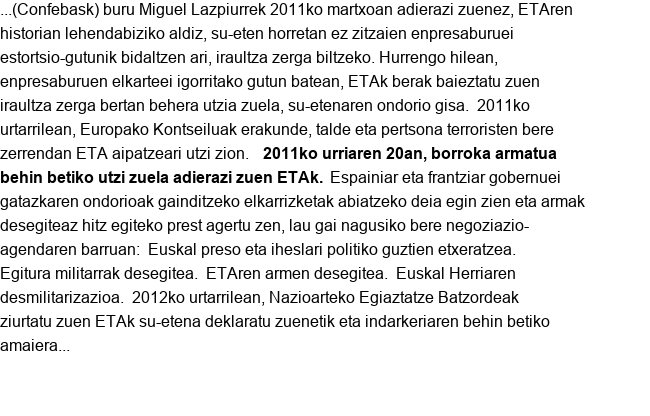 ...(Confebask) buru Miguel Lazpiurrek 2011ko martxoan adierazi zuenez, ETAren
historian lehendabiziko aldiz, su-eten horretan ez zitzaien enpresaburuei
estortsio-gutunik bidaltzen ari, iraultza zerga biltzeko. Hurrengo hilean,
enpresaburuen elkarteei igorritako gutun batean, ETAk berak baieztatu zuen
iraultza zerga bertan behera utzia zuela, su-etenaren ondorio gisa. 2011ko
urtarrilean, Europako Kontseiluak erakunde, talde eta pertsona terroristen bere
zerrendan ETA aipatzeari utzi zion. 2011ko urriaren 20an, borroka armatua
behin betiko utzi zuela adierazi zuen ETAk. Espainiar eta frantziar gobernuei
gatazkaren ondorioak gainditzeko elkarrizketak abiatzeko deia egin zien eta armak
desegiteaz hitz egiteko prest agertu zen, lau gai nagusiko bere negoziazio-
agendaren barruan: Euskal preso eta iheslari politiko guztien etxeratzea.
Egitura militarrak desegitea. ETAren armen desegitea. Euskal Herriaren
desmilitarizazioa. 2012ko urtarrilean, Nazioarteko Egiaztatze Batzordeak
ziurtatu zuen ETAk su-etena deklaratu zuenetik eta indarkeriaren behin betiko
amaiera...